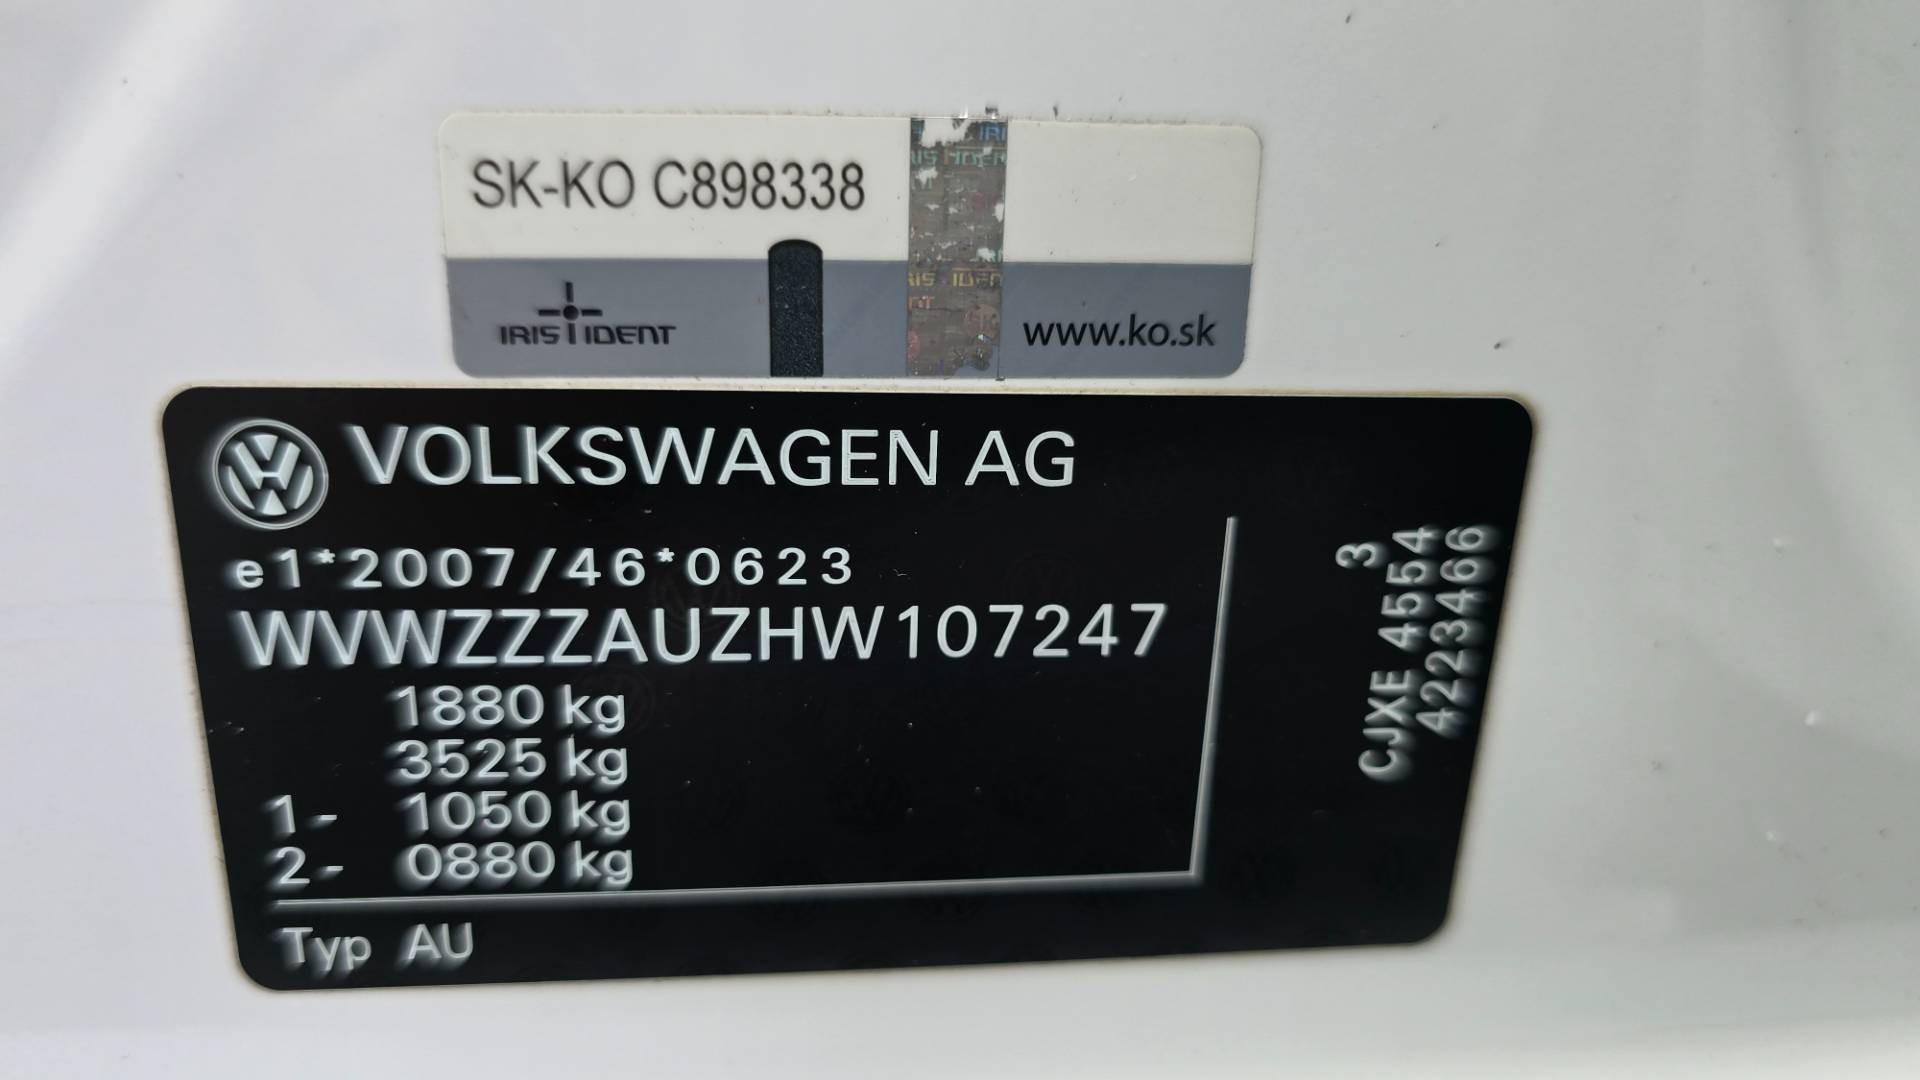 SK-KO C898338
IRIS IDENT
www.ko.sk
VOLKSWAGEN AG
e1*2007/46*0623
WVWZZZAUZHW107247
1880 kg
3525 kg
1- 1050 kg
2- 0880 kg
Typ AU
3
CJXE 4554
42223466